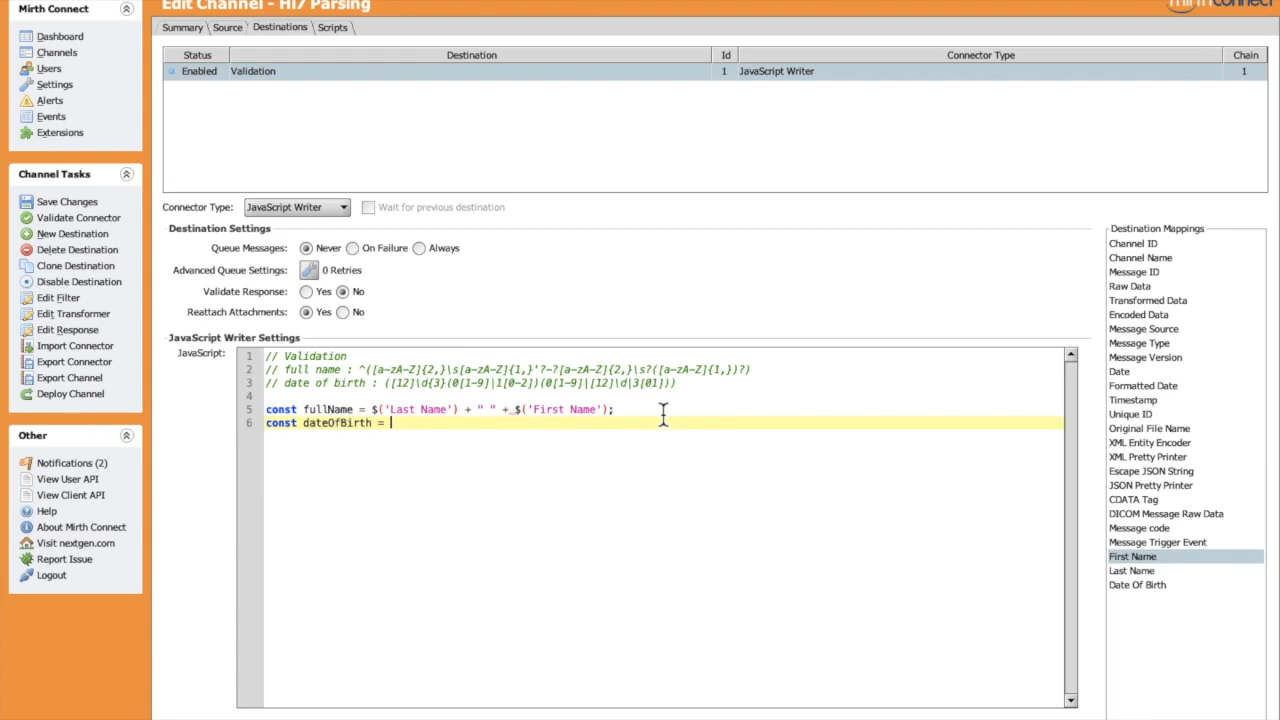 Mirth Connect
Dashboard
Channels
Users
Settings
Alerts
Events
Extensions
Channel Tasks
Save Changes
Validate Connector
New Destination
Delete Destination
Clone Destination
Disable Destination
Edit Filter
Edit Transformer
Edit Response
Import Connector
Export Connector
Export Channel
Deploy Channel
Other
Notifications (2)
View User API
View Client API
Help
About Mirth Connect
Visit nextgen.com
Report Issue
Logout
Edit Channel - Hl7 Parsing
mirth connect
Summary Source Destinations Scripts
Status Destination Id Connector Type Chain
Enabled Validation 1 JavaScript Writer 1
Connector Type: JavaScript Writer Wait for previous destination
Destination Settings
Queue Messages: Never On Failure Always
Advanced Queue Settings: 0 Retries
Validate Response: Yes No
Reattach Attachments: Yes No
JavaScript Writer Settings
JavaScript:
1 // Validation
2 // full name : ^([a-zA-Z]{2,}\s[a-zA-Z]{1,}'?-?[a-zA-Z]{2,}\s?([a-zA-Z]{1,})?)
3 // date of birth : ([12]\d{3}(0[1-9]|1[0-2])(0[1-9]|[12]\d|3[01]))
4
5 const fullName = $('Last Name') + " " + $('First Name');
6 const dateOfBirth =
Destination Mappings
Channel ID
Channel Name
Message ID
Raw Data
Transformed Data
Encoded Data
Message Source
Message Type
Message Version
Date
Formatted Date
Timestamp
Unique ID
Original File Name
XML Entity Encoder
XML Pretty Printer
Escape JSON String
JSON Pretty Printer
CDATA Tag
DICOM Message Raw Data
Message code
Message Trigger Event
First Name
Last Name
Date Of Birth